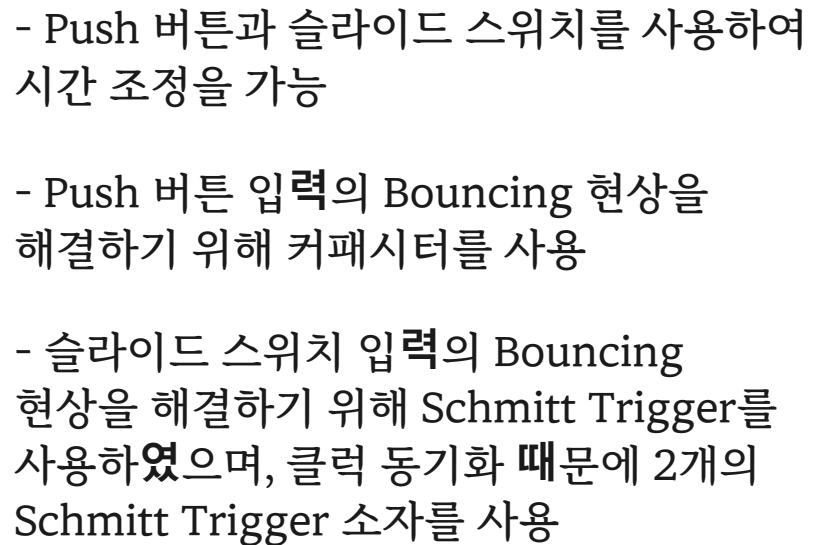 - Push 버튼과 슬라이드 스위치를 사용하여
시간 조정을 가능
- Push 버튼 입력의 Bouncing 현상을
해결하기 위해 커패시터를 사용
- 슬라이드 스위치 입력의 Bouncing
현상을 해결하기 위해 Schmitt Trigger를
사용하였으며, 클럭 동기화 때문에 2개의
Schmitt Trigger 소자를 사용